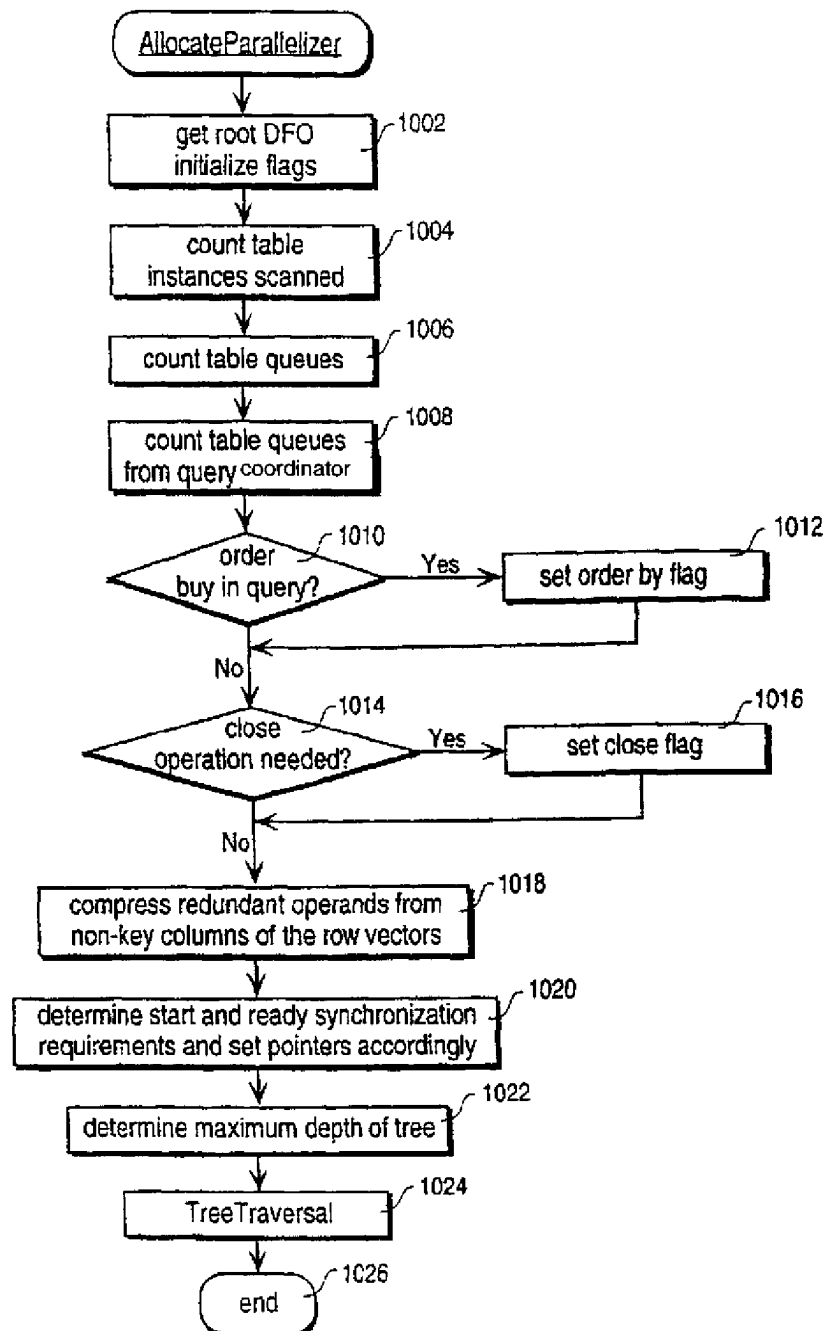 AllocateParallelizer
get root DFO
initialize flags
1002
count table
instances scanned
1004
count table queues
1006
count table queues
from query coordinator
1008
order
buy in query?
1010
Yes
set order by flag
1012
No
close
operation needed?
1014
Yes
set close flag
1016
No
compress redundant operands from
non-key columns of the row vectors
1018
determine start and ready synchronization
requirements and set pointers accordingly
1020
determine maximum depth of tree
1022
TreeTraversal
1024
end
1026